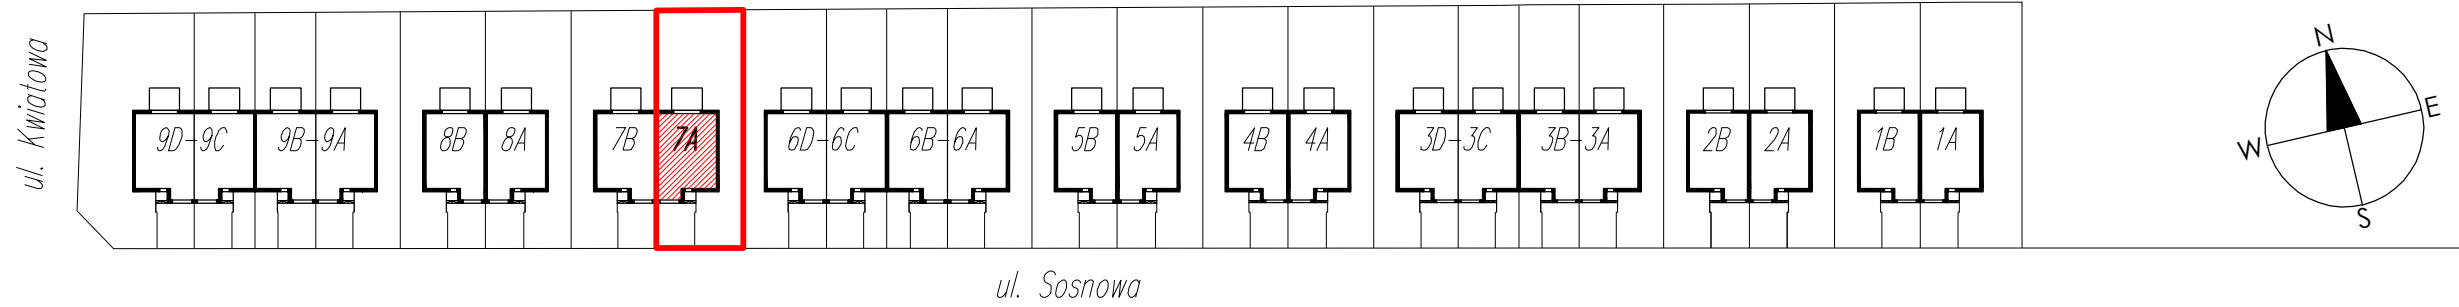 ul. Kwiatowa
9D-9C 9B-9A 8B 8A 7B 7A 6D-6C 6B-6A 5B 5A 4B 4A 3D-3C 3B-3A 2B 2A 1B 1A
ul. Sosnowa
N
E
W
S